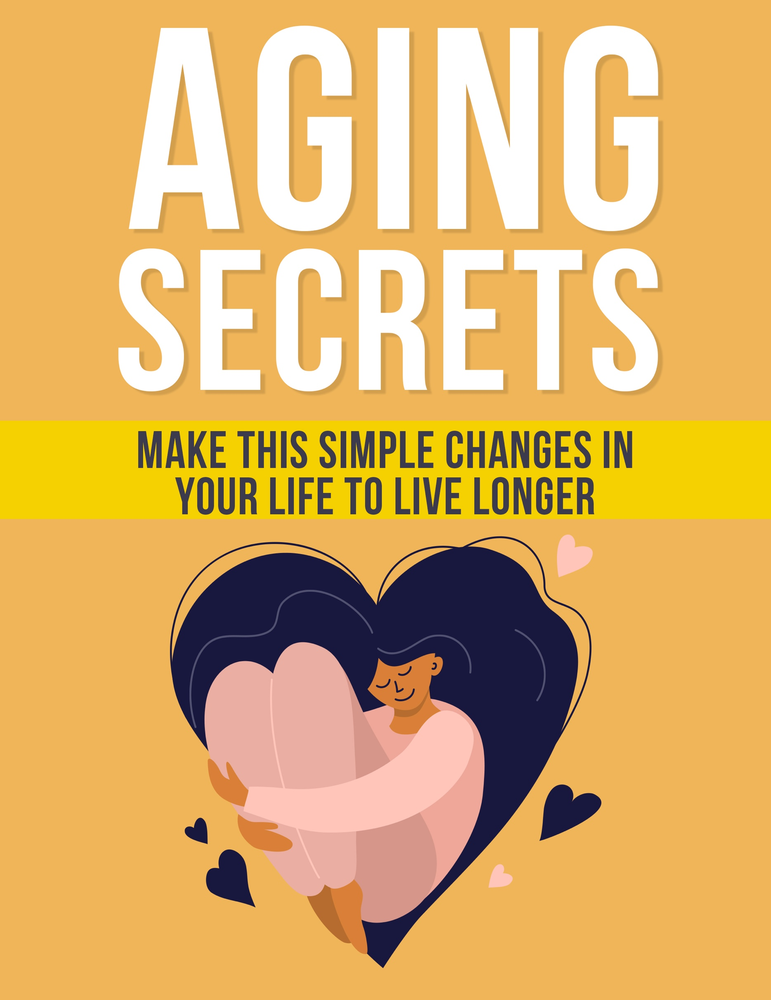 AGING
SECRETS
MAKE THIS SIMPLE CHANGES IN
YOUR LIFE TO LIVE LONGER